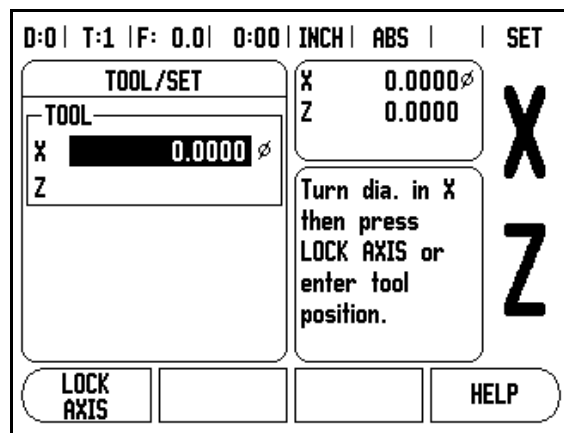 D:0 | T:1 | F: 0.0 | 0:00 | INCH | ABS | | SET
TOOL/SET
TOOL
X 0.0000 ⌀
Z
X 0.0000⌀
Z 0.0000
Turn dia. in X
then press
LOCK AXIS or
enter tool
position.
X
Z
LOCK
AXIS
HELP